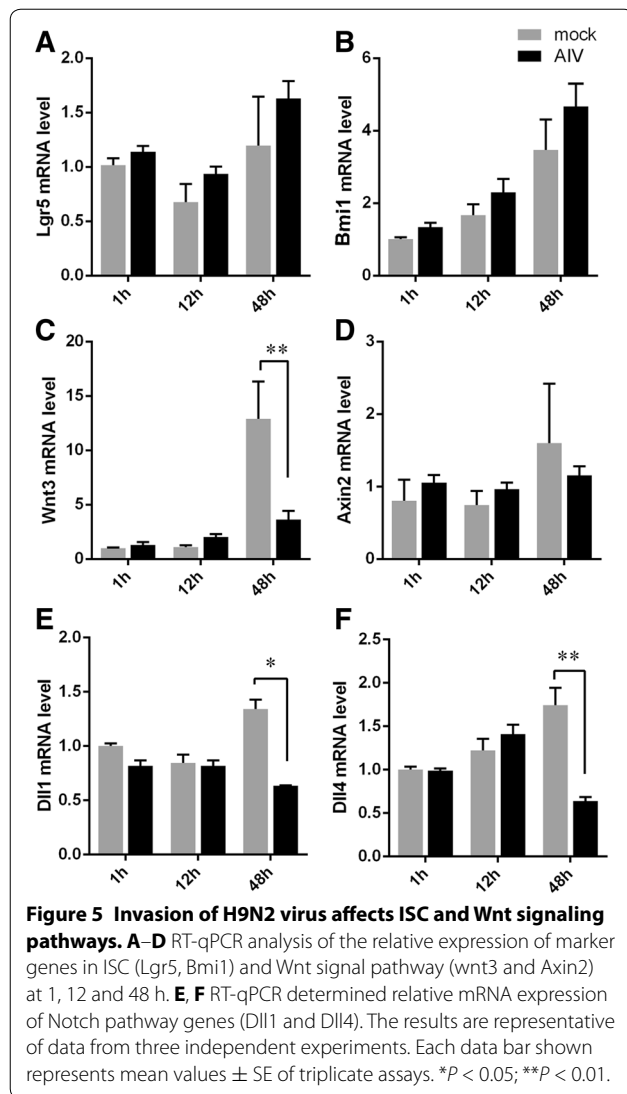 mock
AIV
A
Lgr5 mRNA level
2.0
1.5
1.0
0.5
0.0
1h
12h
48h
B
Bmi1 mRNA level
6
4
2
0
1h
12h
48h
C
Wnt3 mRNA level
20
15
10
5
0
**
1h
12h
48h
D
Axin2 mRNA level
3
2
1
0
1h
12h
48h
E
Dll1 mRNA level
1.5
1.0
0.5
0.0
*
1h
12h
48h
F
Dll4 mRNA level
2.5
2.0
1.5
1.0
0.5
0.0
**
1h
12h
48h
Figure 5 Invasion of H9N2 virus affects ISC and Wnt signaling
pathways. A–D RT-qPCR analysis of the relative expression of marker
genes in ISC (Lgr5, Bmi1) and Wnt signal pathway (wnt3 and Axin2)
at 1, 12 and 48 h. E, F RT-qPCR determined relative mRNA expression
of Notch pathway genes (Dll1 and Dll4). The results are representative
of data from three independent experiments. Each data bar shown
represents mean values ± SE of triplicate assays. *P < 0.05; **P < 0.01.